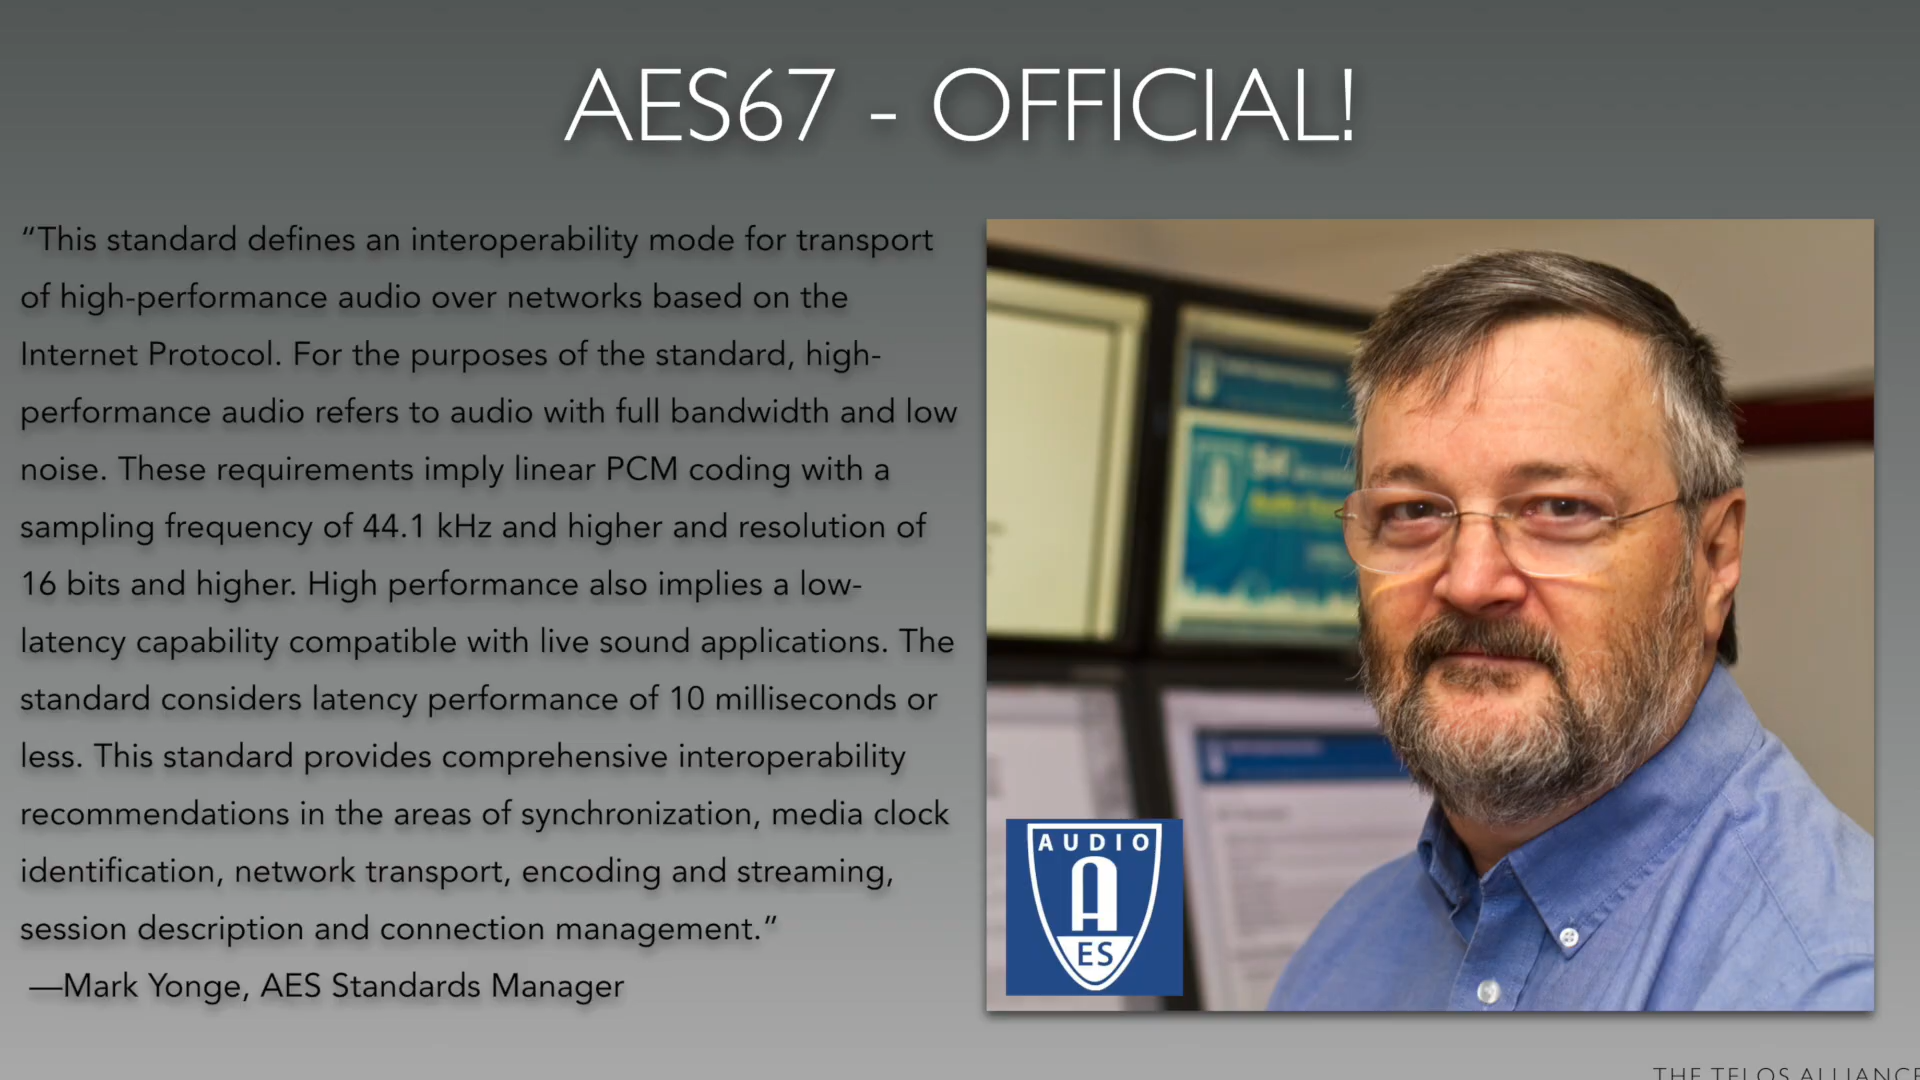 AES67 - OFFICIAL!
“This standard defines an interoperability mode for transport
of high-performance audio over networks based on the
Internet Protocol. For the purposes of the standard, high-
performance audio refers to audio with full bandwidth and low
noise. These requirements imply linear PCM coding with a
sampling frequency of 44.1 kHz and higher and resolution of
16 bits and higher. High performance also implies a low-
latency capability compatible with live sound applications. The
standard considers latency performance of 10 milliseconds or
less. This standard provides comprehensive interoperability
recommendations in the areas of synchronization, media clock
identification, network transport, encoding and streaming,
session description and connection management.”
—Mark Yonge, AES Standards Manager
AUDIO
A
ES
THE TELOS ALLIANCE